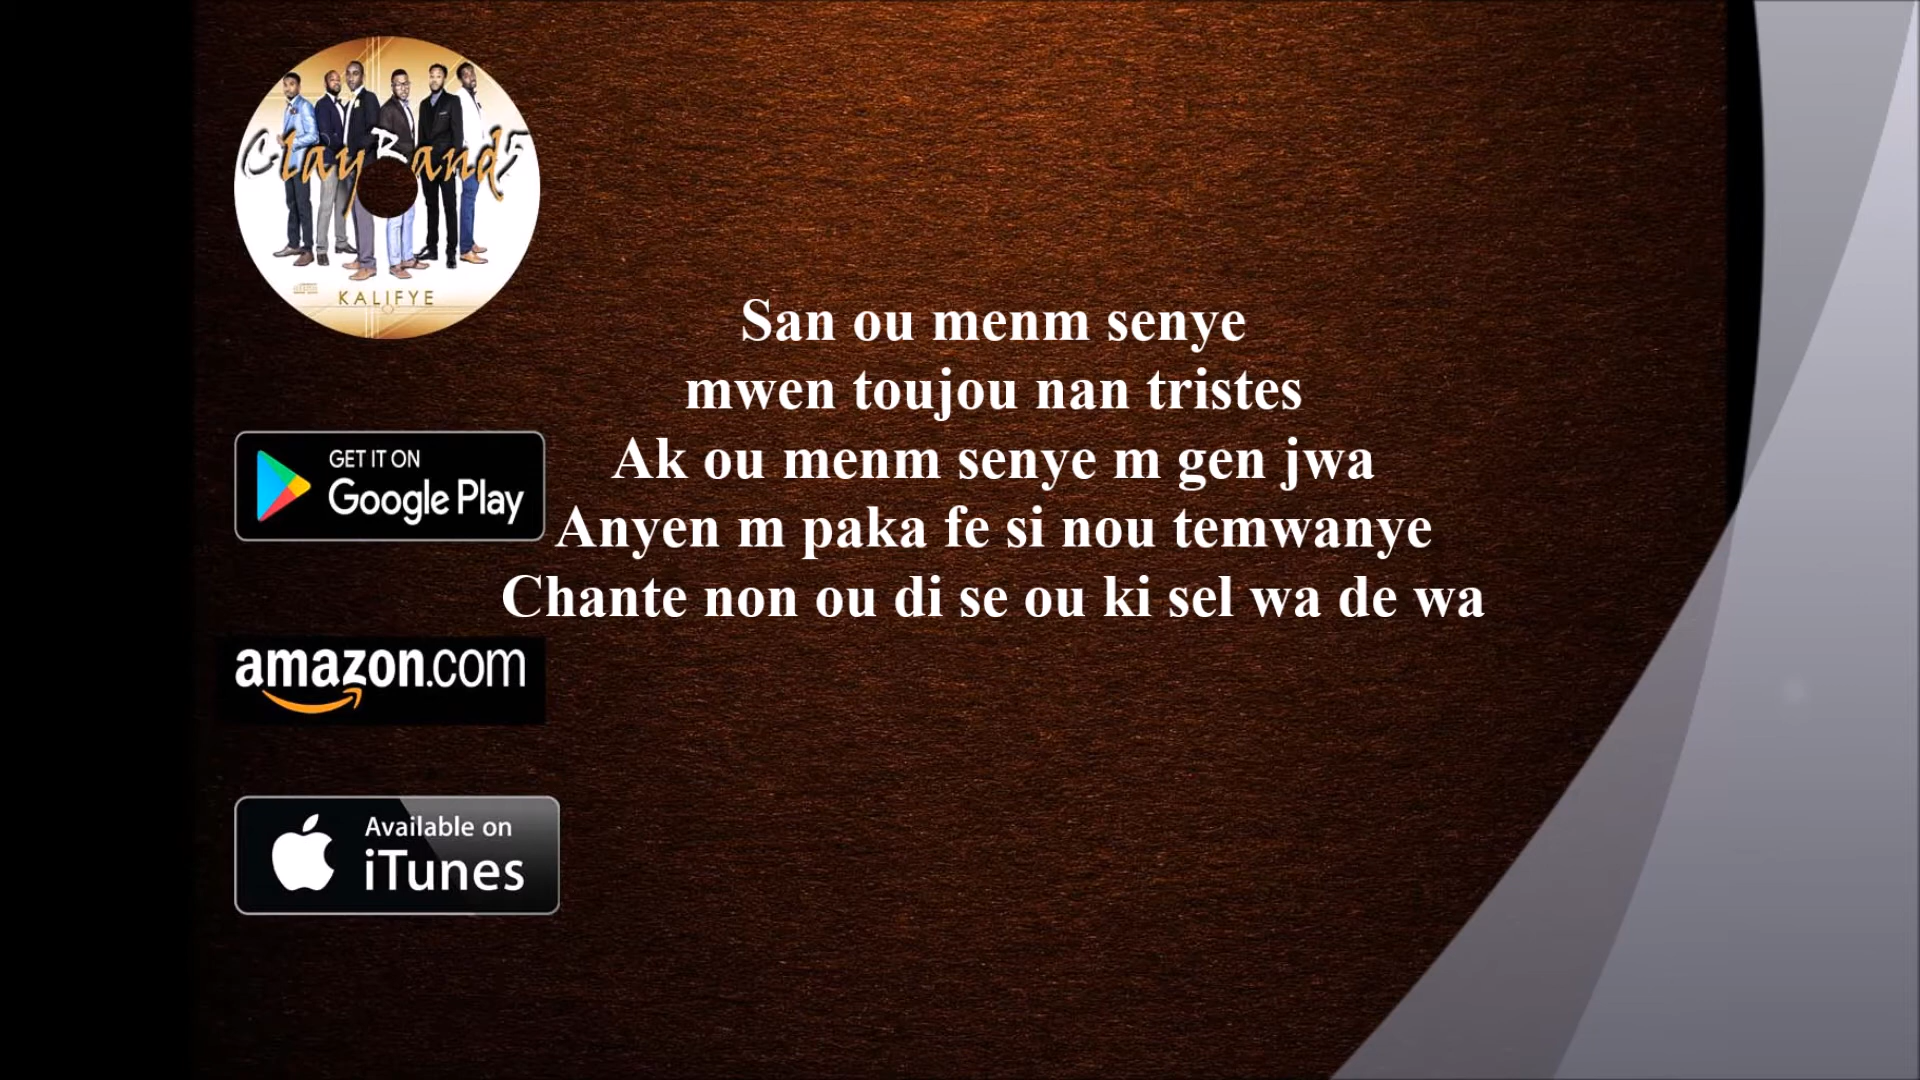 ClayBand5
KALIFYE
San ou menm senye
mwen toujou nan tristes
Ak ou menm senye m gen jwa
Anyen m paka fe si nou temwanye
Chante non ou di se ou ki sel wa de wa
GET IT ON
Google Play
amazon.com
Available on
iTunes